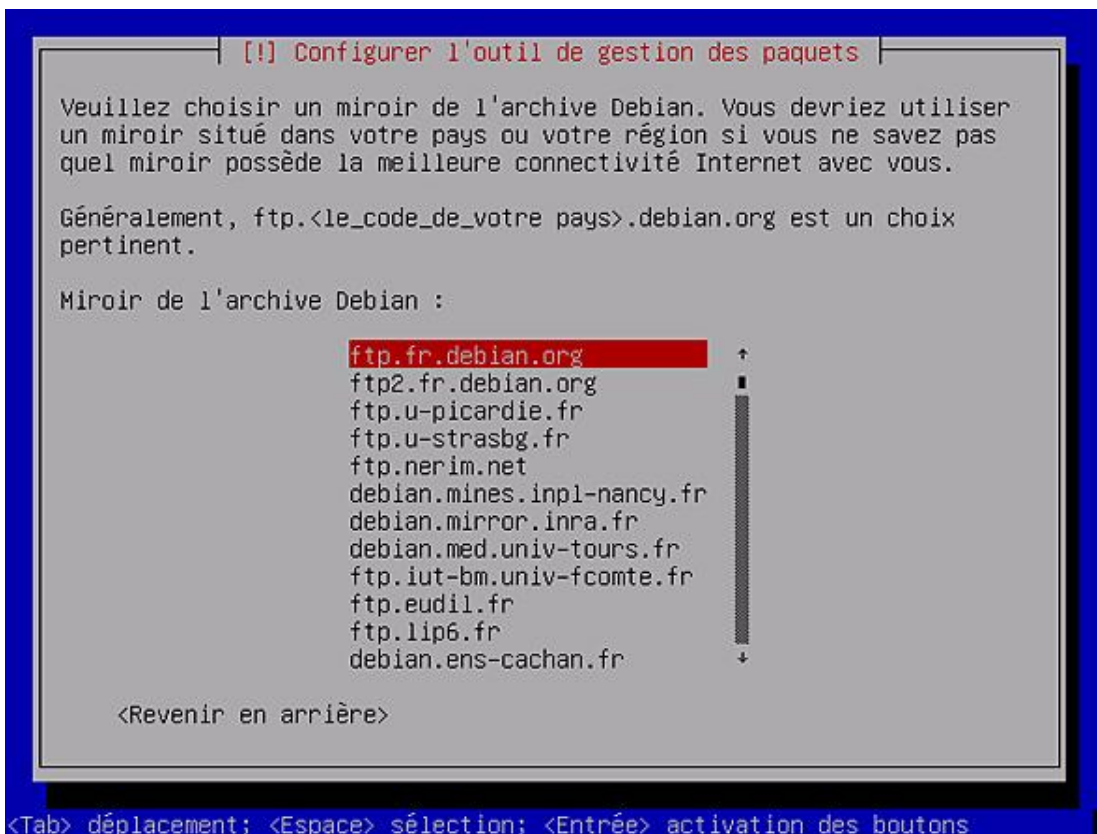 [!] Configurer l'outil de gestion des paquets
Veuillez choisir un miroir de l'archive Debian. Vous devriez utiliser
un miroir situé dans votre pays ou votre région si vous ne savez pas
quel miroir possède la meilleure connectivité Internet avec vous.
Généralement, ftp.<le_code_de_votre pays>.debian.org est un choix
pertinent.
Miroir de l'archive Debian :
ftp.fr.debian.org
ftp2.fr.debian.org
ftp.u-picardie.fr
ftp.u-strasbg.fr
ftp.nerim.net
debian.mines.inpl-nancy.fr
debian.mirror.inra.fr
debian.med.univ-tours.fr
ftp.iut-bm.univ-fcomte.fr
ftp.eudil.fr
ftp.lip6.fr
debian.ens-cachan.fr
<Revenir en arrière>
<Tab> déplacement; <Espace> sélection; <Entrée> activation des boutons